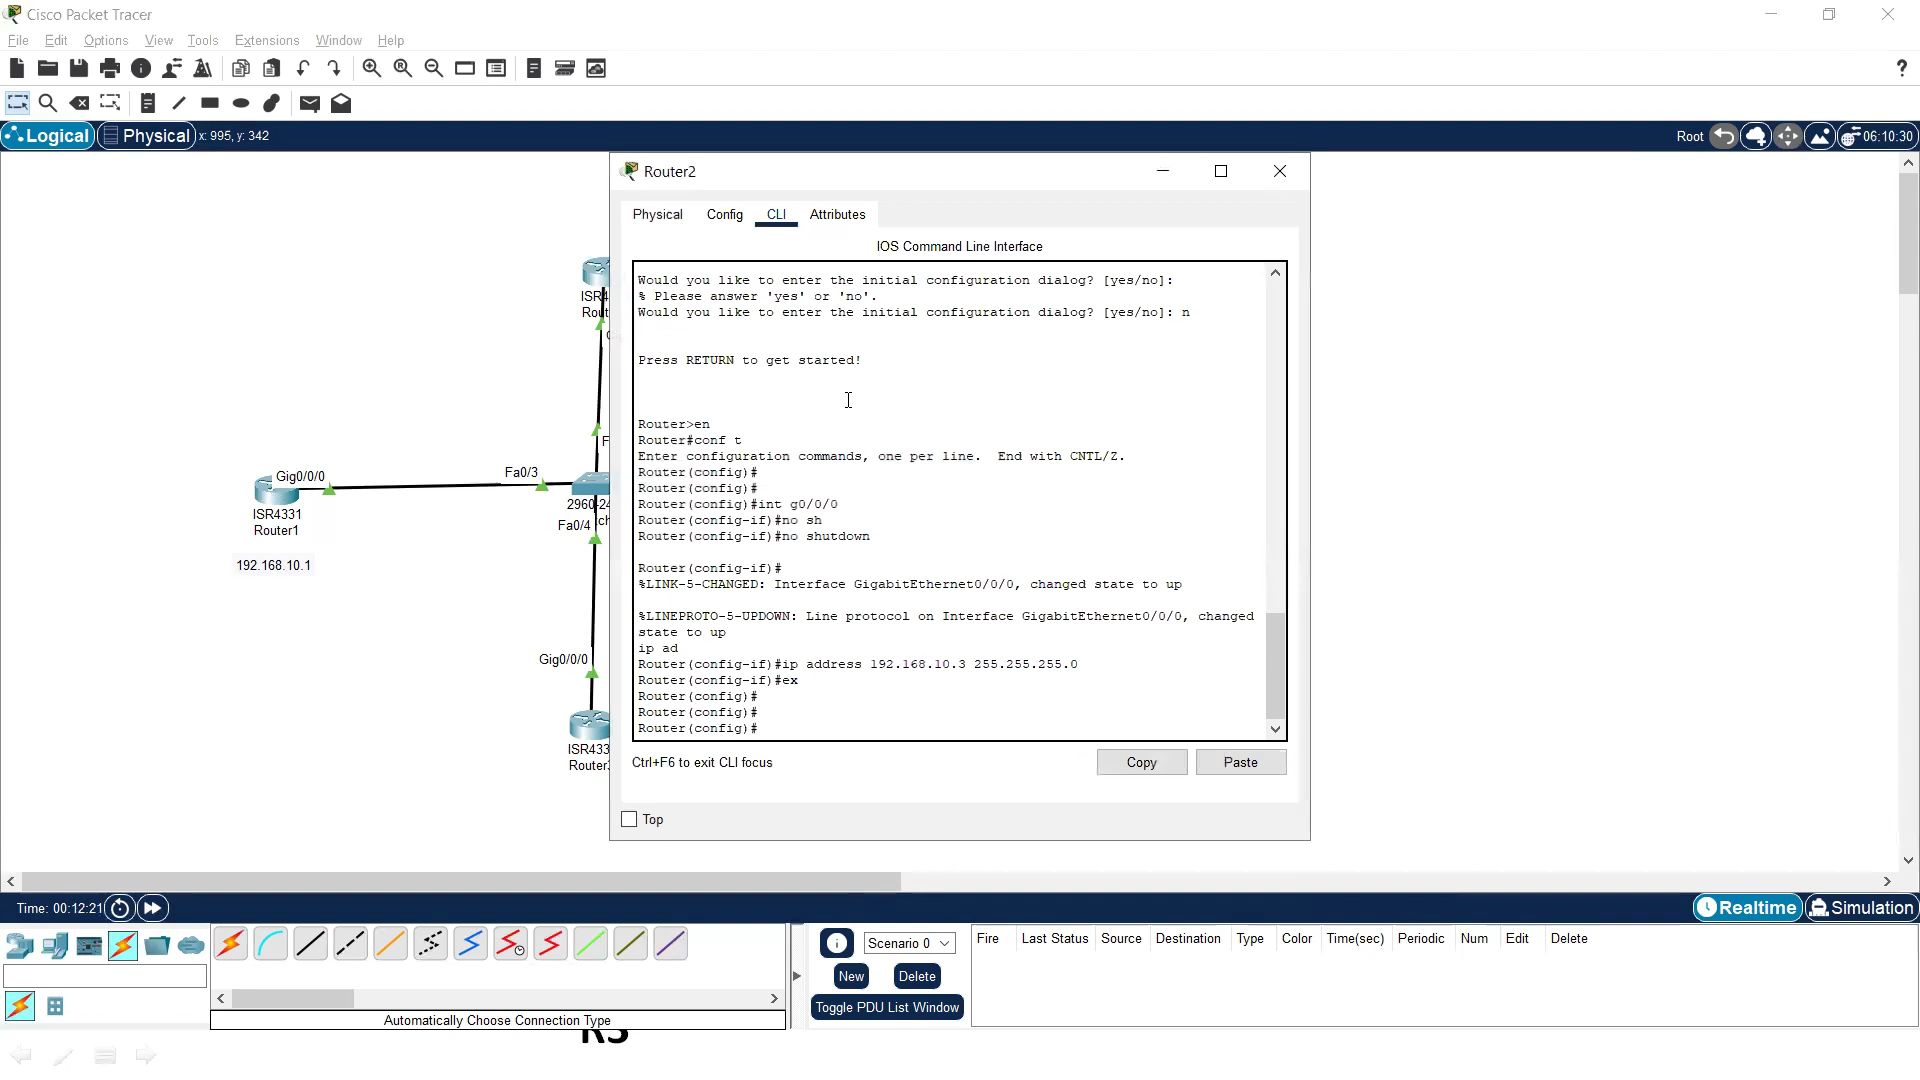 Cisco Packet Tracer
File Edit Options View Tools Extensions Window Help
?
Logical Physical x: 995, y: 342
Root 06:10:30
Router2
Physical Config CLI Attributes
IOS Command Line Interface
Would you like to enter the initial configuration dialog? [yes/no]:
% Please answer 'yes' or 'no'.
Would you like to enter the initial configuration dialog? [yes/no]: n
Press RETURN to get started!
Router>en
Router#conf t
Enter configuration commands, one per line.  End with CNTL/Z.
Router(config)#
Router(config)#
Router(config)#int g0/0/0
Router(config-if)#no sh
Router(config-if)#no shutdown
Router(config-if)#
%LINK-5-CHANGED: Interface GigabitEthernet0/0/0, changed state to up
%LINEPROTO-5-UPDOWN: Line protocol on Interface GigabitEthernet0/0/0, changed
state to up
ip ad
Router(config-if)#ip address 192.168.10.3 255.255.255.0
Router(config-if)#ex
Router(config)#
Router(config)#
Router(config)#
Ctrl+F6 to exit CLI focus
Copy Paste
Top
ISR4
Rout
Gig0/0/0
Fa0/3
ISR4331
Router1
192.168.10.1
2960-24
Fa0/4
Gig0/0/0
ISR433
Router
Time: 00:12:21
Realtime Simulation
Scenario 0
New Delete
Toggle PDU List Window
Fire Last Status Source Destination Type Color Time(sec) Periodic Num Edit Delete
Automatically Choose Connection Type